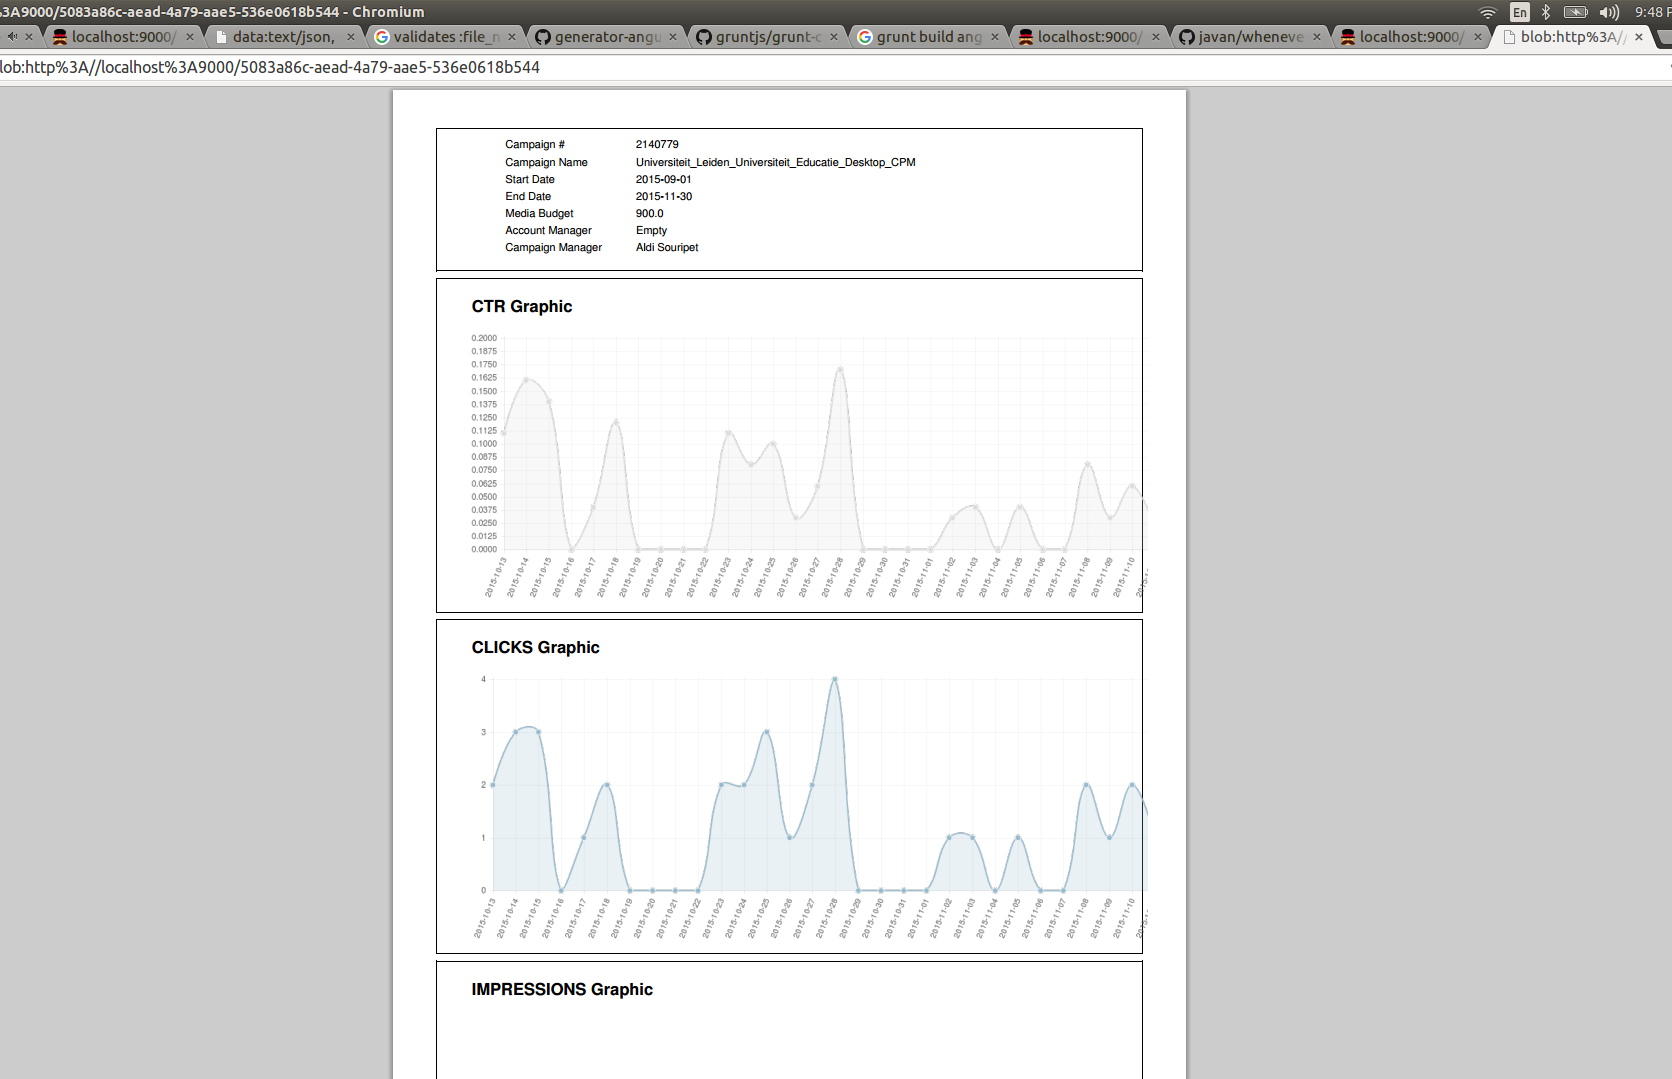 %3A9000/5083a86c-aead-4a79-aae5-536e0618b544 - Chromium
En
9:48 P
localhost:9000/
data:text/json,
validates :file_n
generator-angu
gruntjs/grunt-c
grunt build ang
localhost:9000/
javan/wheneve
localhost:9000/
blob:http%3A//
lob:http%3A//localhost%3A9000/5083a86c-aead-4a79-aae5-536e0618b544
Campaign # 2140779
Campaign Name Universiteit_Leiden_Universiteit_Educatie_Desktop_CPM
Start Date 2015-09-01
End Date 2015-11-30
Media Budget 900.0
Account Manager Empty
Campaign Manager Aldi Souripet
CTR Graphic
0.2000
0.1875
0.1750
0.1625
0.1500
0.1375
0.1250
0.1125
0.1000
0.0875
0.0750
0.0625
0.0500
0.0375
0.0250
0.0125
0.0000
2015-10-13 2015-10-14 2015-10-15 2015-10-16 2015-10-17 2015-10-18 2015-10-19 2015-10-20 2015-10-21 2015-10-22 2015-10-23 2015-10-24 2015-10-25 2015-10-26 2015-10-27 2015-10-28 2015-10-29 2015-10-30 2015-10-31 2015-11-01 2015-11-02 2015-11-03 2015-11-04 2015-11-05 2015-11-06 2015-11-07 2015-11-08 2015-11-09 2015-11-10
CLICKS Graphic
4
3
2
1
0
2015-10-13 2015-10-14 2015-10-15 2015-10-16 2015-10-17 2015-10-18 2015-10-19 2015-10-20 2015-10-21 2015-10-22 2015-10-23 2015-10-24 2015-10-25 2015-10-26 2015-10-27 2015-10-28 2015-10-29 2015-10-30 2015-10-31 2015-11-01 2015-11-02 2015-11-03 2015-11-04 2015-11-05 2015-11-06 2015-11-07 2015-11-08 2015-11-09 2015-11-10
IMPRESSIONS Graphic